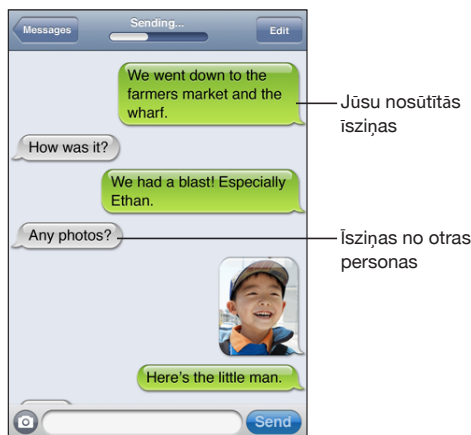 Messages
Sending...
Edit
We went down to the
farmers market and the
wharf.
Jūsu nosūtītās
īsziņas
How was it?
We had a blast! Especially
Ethan.
Any photos?
Īsziņas no otras
personas
Here's the little man.
Send